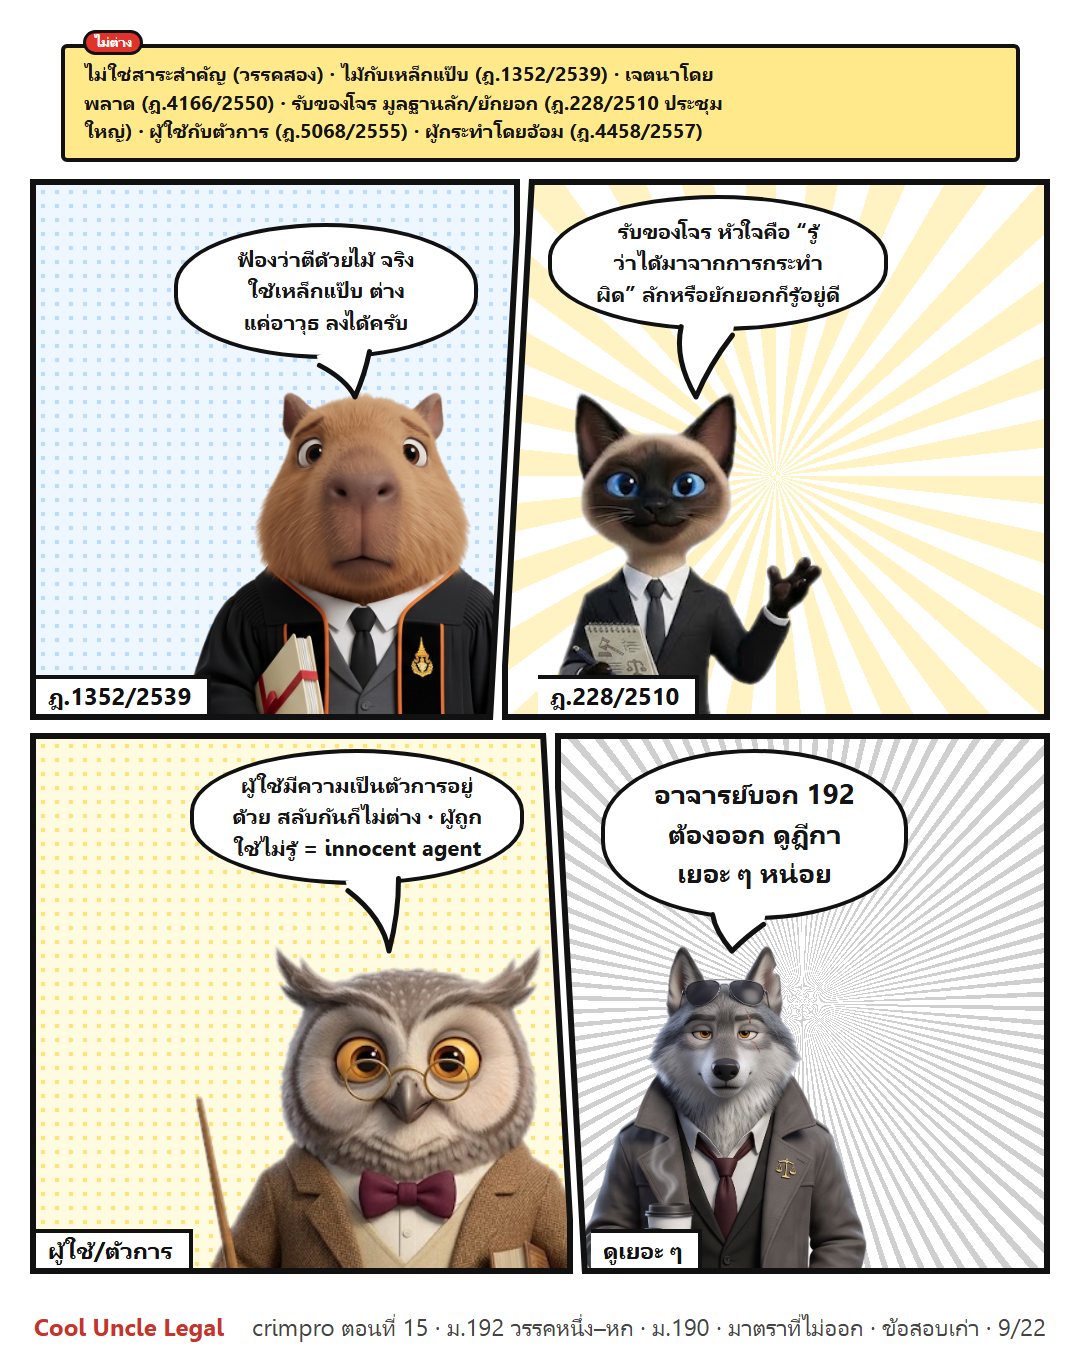 ไม่ต่าง
ไม่ใช่สาระสำคัญ (วรรคสอง) · ไม้กับเหล็กแป๊บ (ฎ.1352/2539) · เจตนาโดย
พลาด (ฎ.4166/2550) · รับของโจร มูลฐานลัก/ยักยอก (ฎ.228/2510 ประชุม
ใหญ่) · ผู้ใช้กับตัวการ (ฎ.5068/2555) · ผู้กระทำโดยอ้อม (ฎ.4458/2557)
ฟ้องว่าตีด้วยไม้ จริง
ใช้เหล็กแป๊บ ต่าง
แค่อาวุธ ลงได้ครับ
ฎ.1352/2539
รับของโจร หัวใจคือ “รู้
ว่าได้มาจากการกระทำ
ผิด” ลักหรือยักยอกก็รู้อยู่ดี
ฎ.228/2510
ผู้ใช้มีความเป็นตัวการอยู่
ด้วย สลับกันก็ไม่ต่าง · ผู้ถูก
ใช้ไม่รู้ = innocent agent
ผู้ใช้/ตัวการ
อาจารย์บอก 192
ต้องออก ดูฎีกา
เยอะ ๆ หน่อย
ดูเยอะ ๆ
Cool Uncle Legal crimpro ตอนที่ 15 · ม.192 วรรคหนึ่ง–หก · ม.190 · มาตราที่ไม่ออก · ข้อสอบเก่า · 9/22